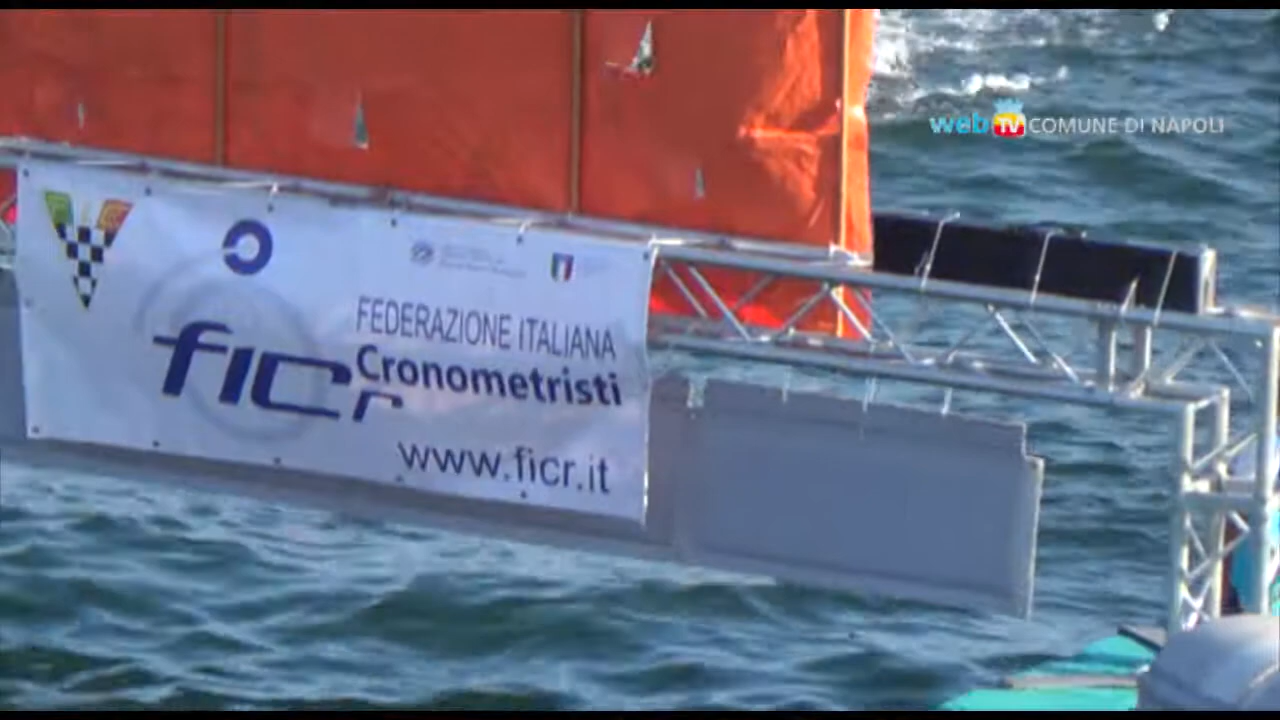 web TV COMUNE DI NAPOLI
FEDERAZIONE ITALIANA
ficr Cronometristi
www.ficr.it